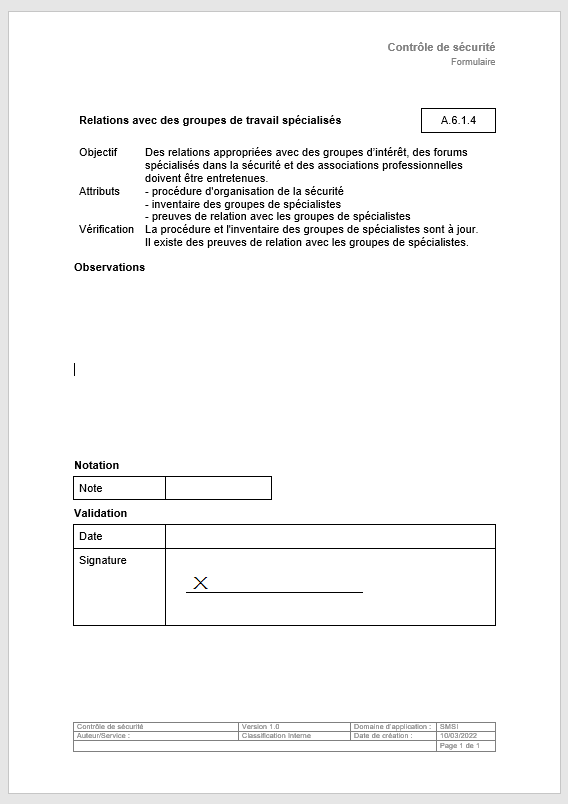 Contrôle de sécurité
Formulaire
Relations avec des groupes de travail spécialisés A.6.1.4
Objectif Des relations appropriées avec des groupes d'intérêt, des forums
spécialisés dans la sécurité et des associations professionnelles
doivent être entretenues.
Attributs - procédure d'organisation de la sécurité
- inventaire des groupes de spécialistes
- preuves de relation avec les groupes de spécialistes
Vérification La procédure et l'inventaire des groupes de spécialistes sont à jour.
Il existe des preuves de relation avec les groupes de spécialistes.
Observations
Notation
Note
Validation
Date
Signature
X
Contrôle de sécurité Version 1.0 Domaine d'application : SMSI
Auteur/Service : Classification Interne Date de création : 10/03/2022
Page 1 de 1